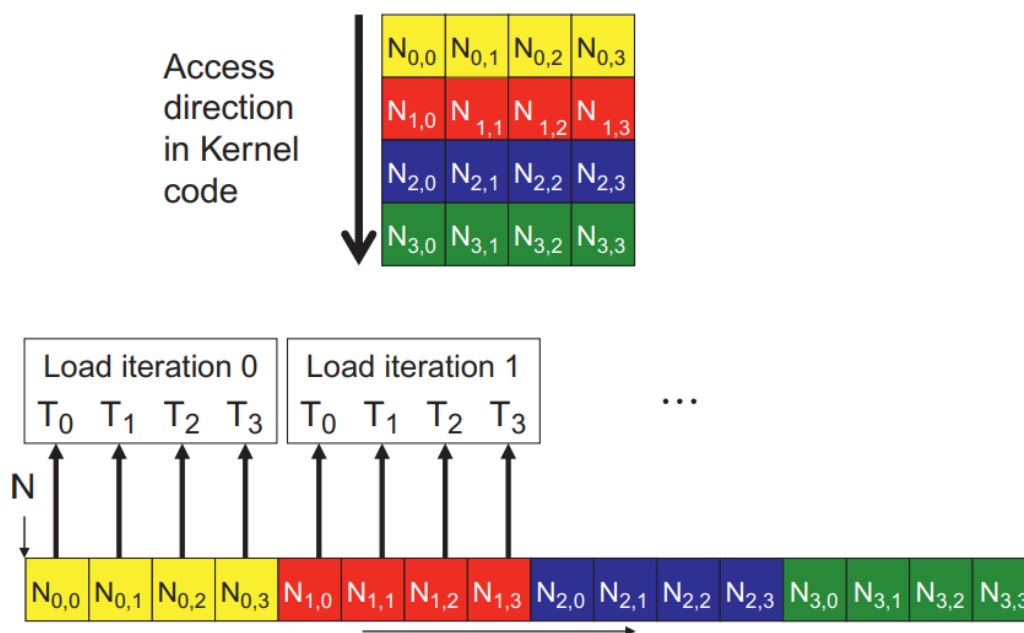 Access
direction
in Kernel
code
N0,0 N0,1 N0,2 N0,3
N1,0 N1,1 N1,2 N1,3
N2,0 N2,1 N2,2 N2,3
N3,0 N3,1 N3,2 N3,3
Load iteration 0
T0 T1 T2 T3
Load iteration 1
T0 T1 T2 T3
...
N
N0,0 N0,1 N0,2 N0,3 N1,0 N1,1 N1,2 N1,3 N2,0 N2,1 N2,2 N2,3 N3,0 N3,1 N3,2 N3,3